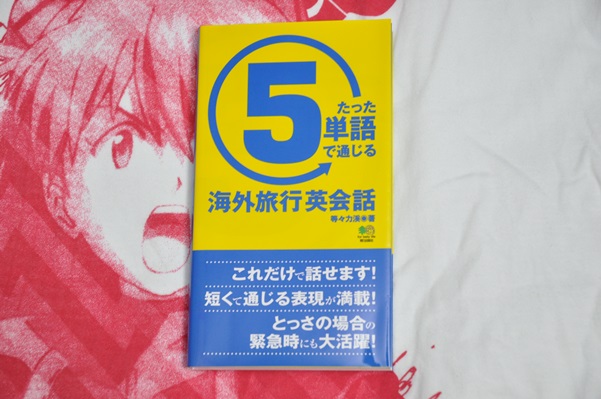 たった
5単語
で通じる
海外旅行英会話
これだけで話せます!
短くて通じる表現が満載!
とっさの場合の
緊急時にも大活躍!